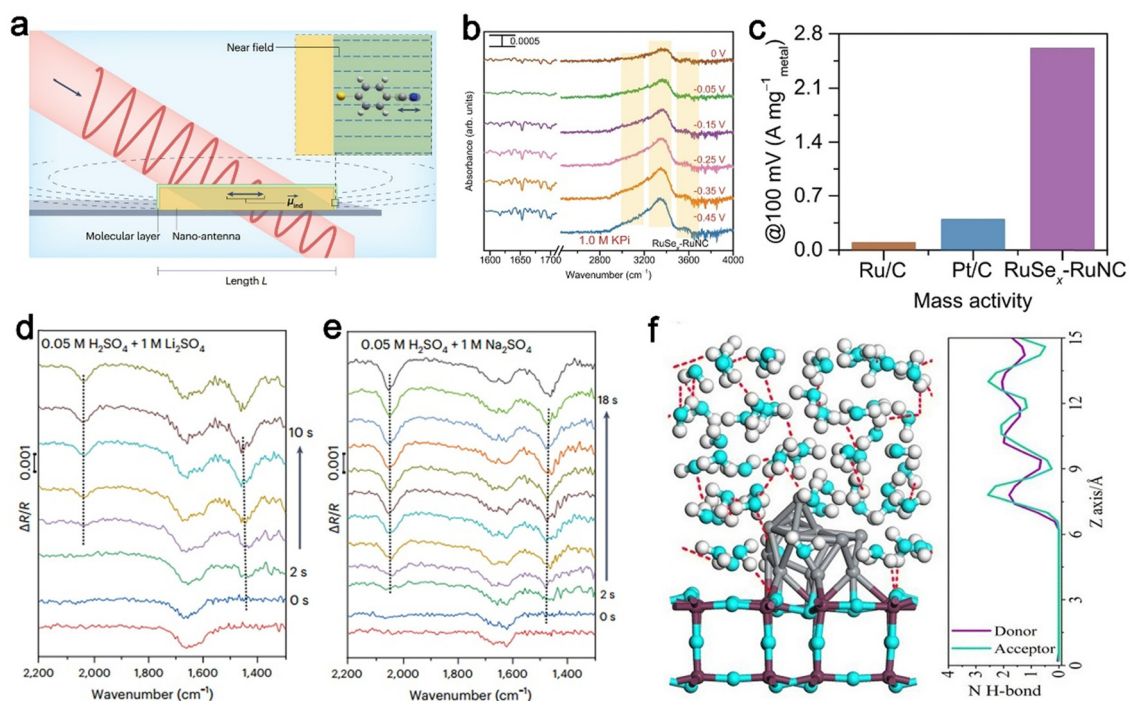 a
Near field
μind
Molecular layer
Nano-antenna
Length L
b
0.0005
0 V
-0.05 V
-0.15 V
-0.25 V
-0.35 V
-0.45 V
Absorbance (arb. units)
1.0 M KPi
RuSex-RuNC
1600 1650 1700 3000 3200 3400 3600 3800 4000
Wavenumber (cm⁻¹)
c
@100 mV (A mg⁻¹metal)
2.8
2.1
1.4
0.7
0.0
Ru/C Pt/C RuSex-RuNC
Mass activity
d
0.05 M H₂SO₄ + 1 M Li₂SO₄
10 s
2 s
0 s
0.001
ΔR/R
2,200 2,000 1,800 1,600 1,400
Wavenumber (cm⁻¹)
e
0.05 M H₂SO₄ + 1 M Na₂SO₄
18 s
2 s
0 s
0.001
ΔR/R
2,200 2,000 1,800 1,600 1,400
Wavenumber (cm⁻¹)
f
15
12
9
6
3
0
Z axis/Å
Donor
Acceptor
4 3 2 1 0
N H-bond